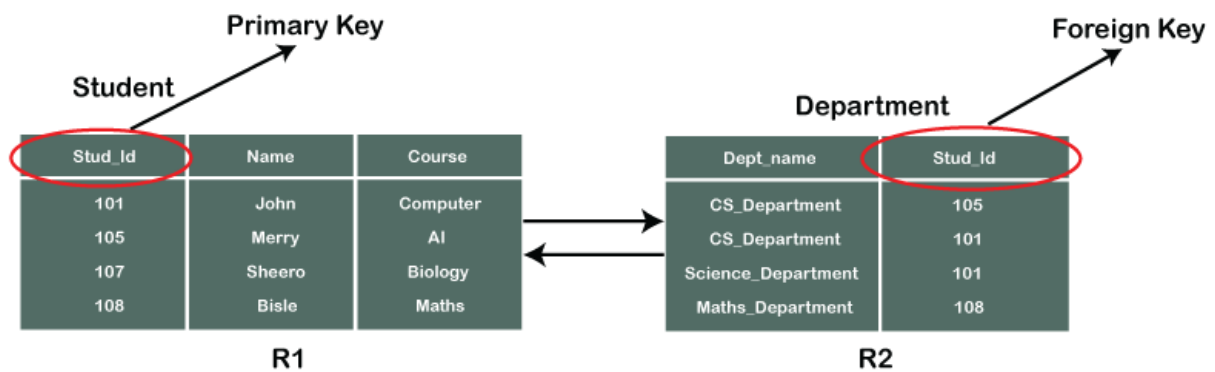 Primary Key
Foreign Key
Student
Department
Stud_Id Name Course
101 John Computer
105 Merry AI
107 Sheero Biology
108 Bisle Maths
R1
Dept_name Stud_Id
CS_Department 105
CS_Department 101
Science_Department 101
Maths_Department 108
R2